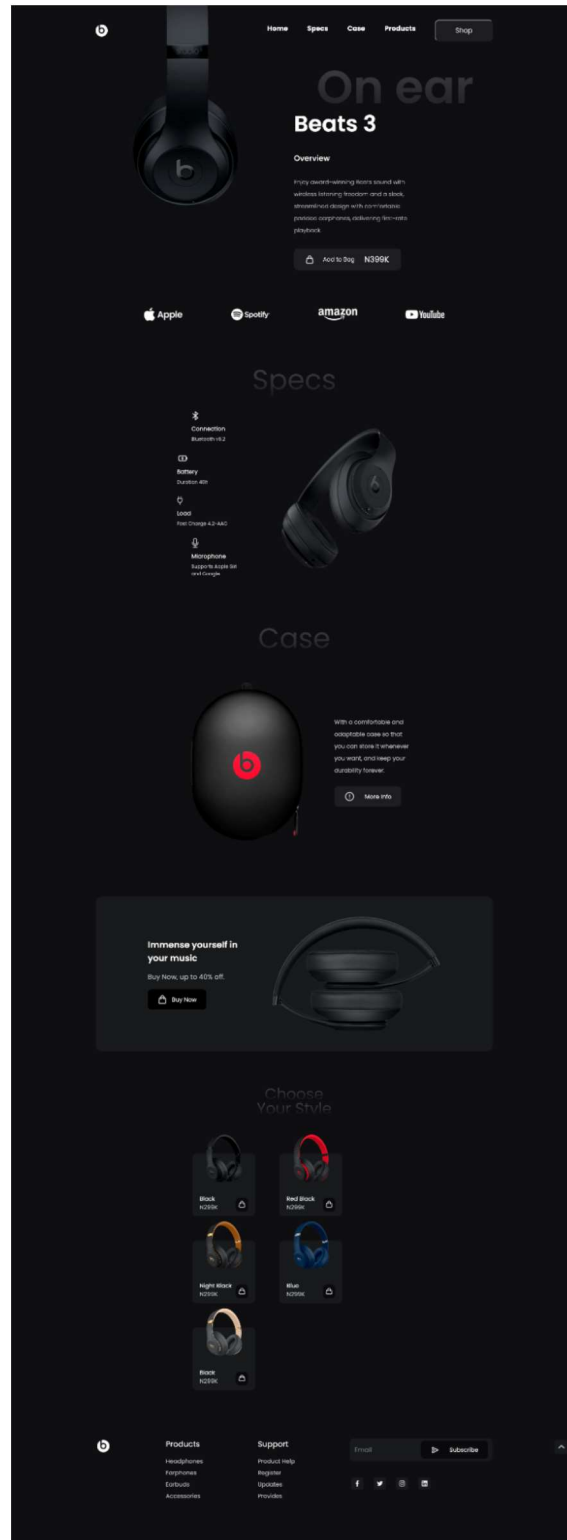 Home Specs Case Products Shop
On ear
Beats 3
Overview
Enjoy award-winning Beats sound with
wireless listening freedom and a sleek,
streamlined design with comfortable
padded earphones, delivering first-rate
playback.
Add to Bag N399K
Apple Spotify amazon YouTube
Specs
Connection
Bluetooth v5.2
Battery
Duration 40h
Load
Fast Charge 4.2-AAC
Microphone
Supports Apple Siri
and Google
Case
With a comfortable and
adaptable case so that
you can store it whenever
you want, and keep your
durability forever.
More Info
Immense yourself in
your music
Buy Now, up to 40% off.
Buy Now
Choose
Your Style
Black
N299K
Red Black
N299K
Night Black
N299K
Blue
N299K
Black
N299K
Products
Headphones
Earphones
Earbuds
Accessories
Support
Product Help
Register
Updates
Provides
Email
Subscribe